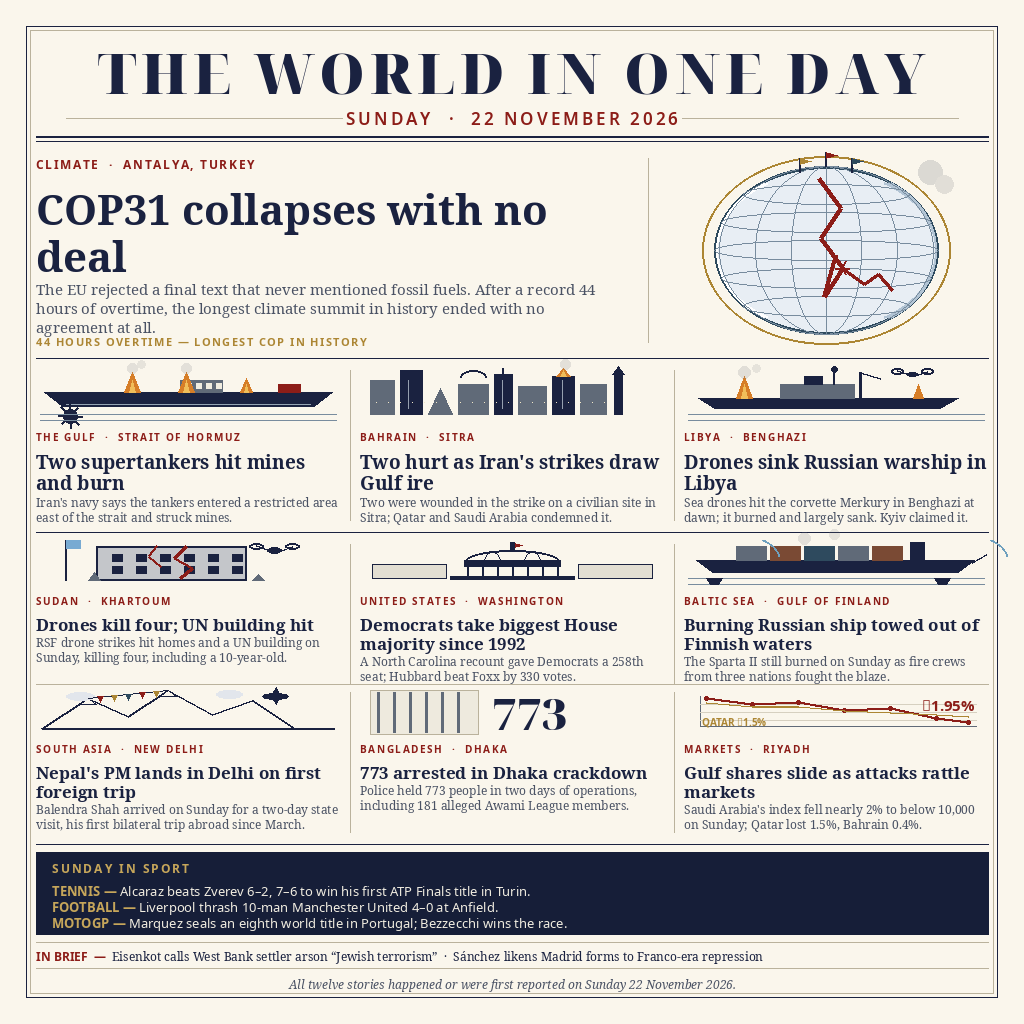 THE WORLD IN ONE DAY
SUNDAY · 22 NOVEMBER 2026
CLIMATE · ANTALYA, TURKEY
COP31 collapses with no
deal
The EU rejected a final text that never mentioned fossil fuels. After a record 44
hours of overtime, the longest climate summit in history ended with no
agreement at all.
44 HOURS OVERTIME — LONGEST COP IN HISTORY
THE GULF · STRAIT OF HORMUZ
Two supertankers hit mines
and burn
Iran's navy says the tankers entered a restricted area
east of the strait and struck mines.
BAHRAIN · SITRA
Two hurt as Iran's strikes draw
Gulf ire
Two were wounded in the strike on a civilian site in
Sitra; Qatar and Saudi Arabia condemned it.
LIBYA · BENGHAZI
Drones sink Russian warship in
Libya
Sea drones hit the corvette Merkury in Benghazi at
dawn; it burned and largely sank. Kyiv claimed it.
SUDAN · KHARTOUM
Drones kill four; UN building hit
RSF drone strikes hit homes and a UN building on
Sunday, killing four, including a 10-year-old.
UNITED STATES · WASHINGTON
Democrats take biggest House
majority since 1992
A North Carolina recount gave Democrats a 258th
seat; Hubbard beat Foxx by 330 votes.
BALTIC SEA · GULF OF FINLAND
Burning Russian ship towed out of
Finnish waters
The Sparta II still burned on Sunday as fire crews
from three nations fought the blaze.
SOUTH ASIA · NEW DELHI
Nepal's PM lands in Delhi on first
foreign trip
Balendra Shah arrived on Sunday for a two-day state
visit, his first bilateral trip abroad since March.
773
BANGLADESH · DHAKA
773 arrested in Dhaka crackdown
Police held 773 people in two days of operations,
including 181 alleged Awami League members.
1.95%
QATAR 1.5%
MARKETS · RIYADH
Gulf shares slide as attacks rattle
markets
Saudi Arabia's index fell nearly 2% to below 10,000
on Sunday; Qatar lost 1.5%, Bahrain 0.4%.
SUNDAY IN SPORT
TENNIS — Alcaraz beats Zverev 6–2, 7–6 to win his first ATP Finals title in Turin.
FOOTBALL — Liverpool thrash 10-man Manchester United 4–0 at Anfield.
MOTOGP — Marquez seals an eighth world title in Portugal; Bezzecchi wins the race.
IN BRIEF — Eisenkot calls West Bank settler arson “Jewish terrorism” · Sánchez likens Madrid forms to Franco-era repression
All twelve stories happened or were first reported on Sunday 22 November 2026.